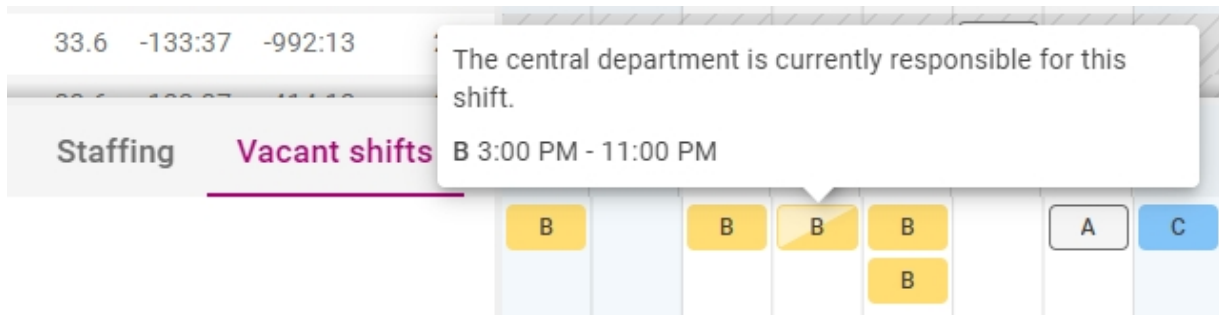 33.6 -133:37 -992:13
The central department is currently responsible for this
shift.
B 3:00 PM - 11:00 PM
Staffing Vacant shifts
B B B B A C
B